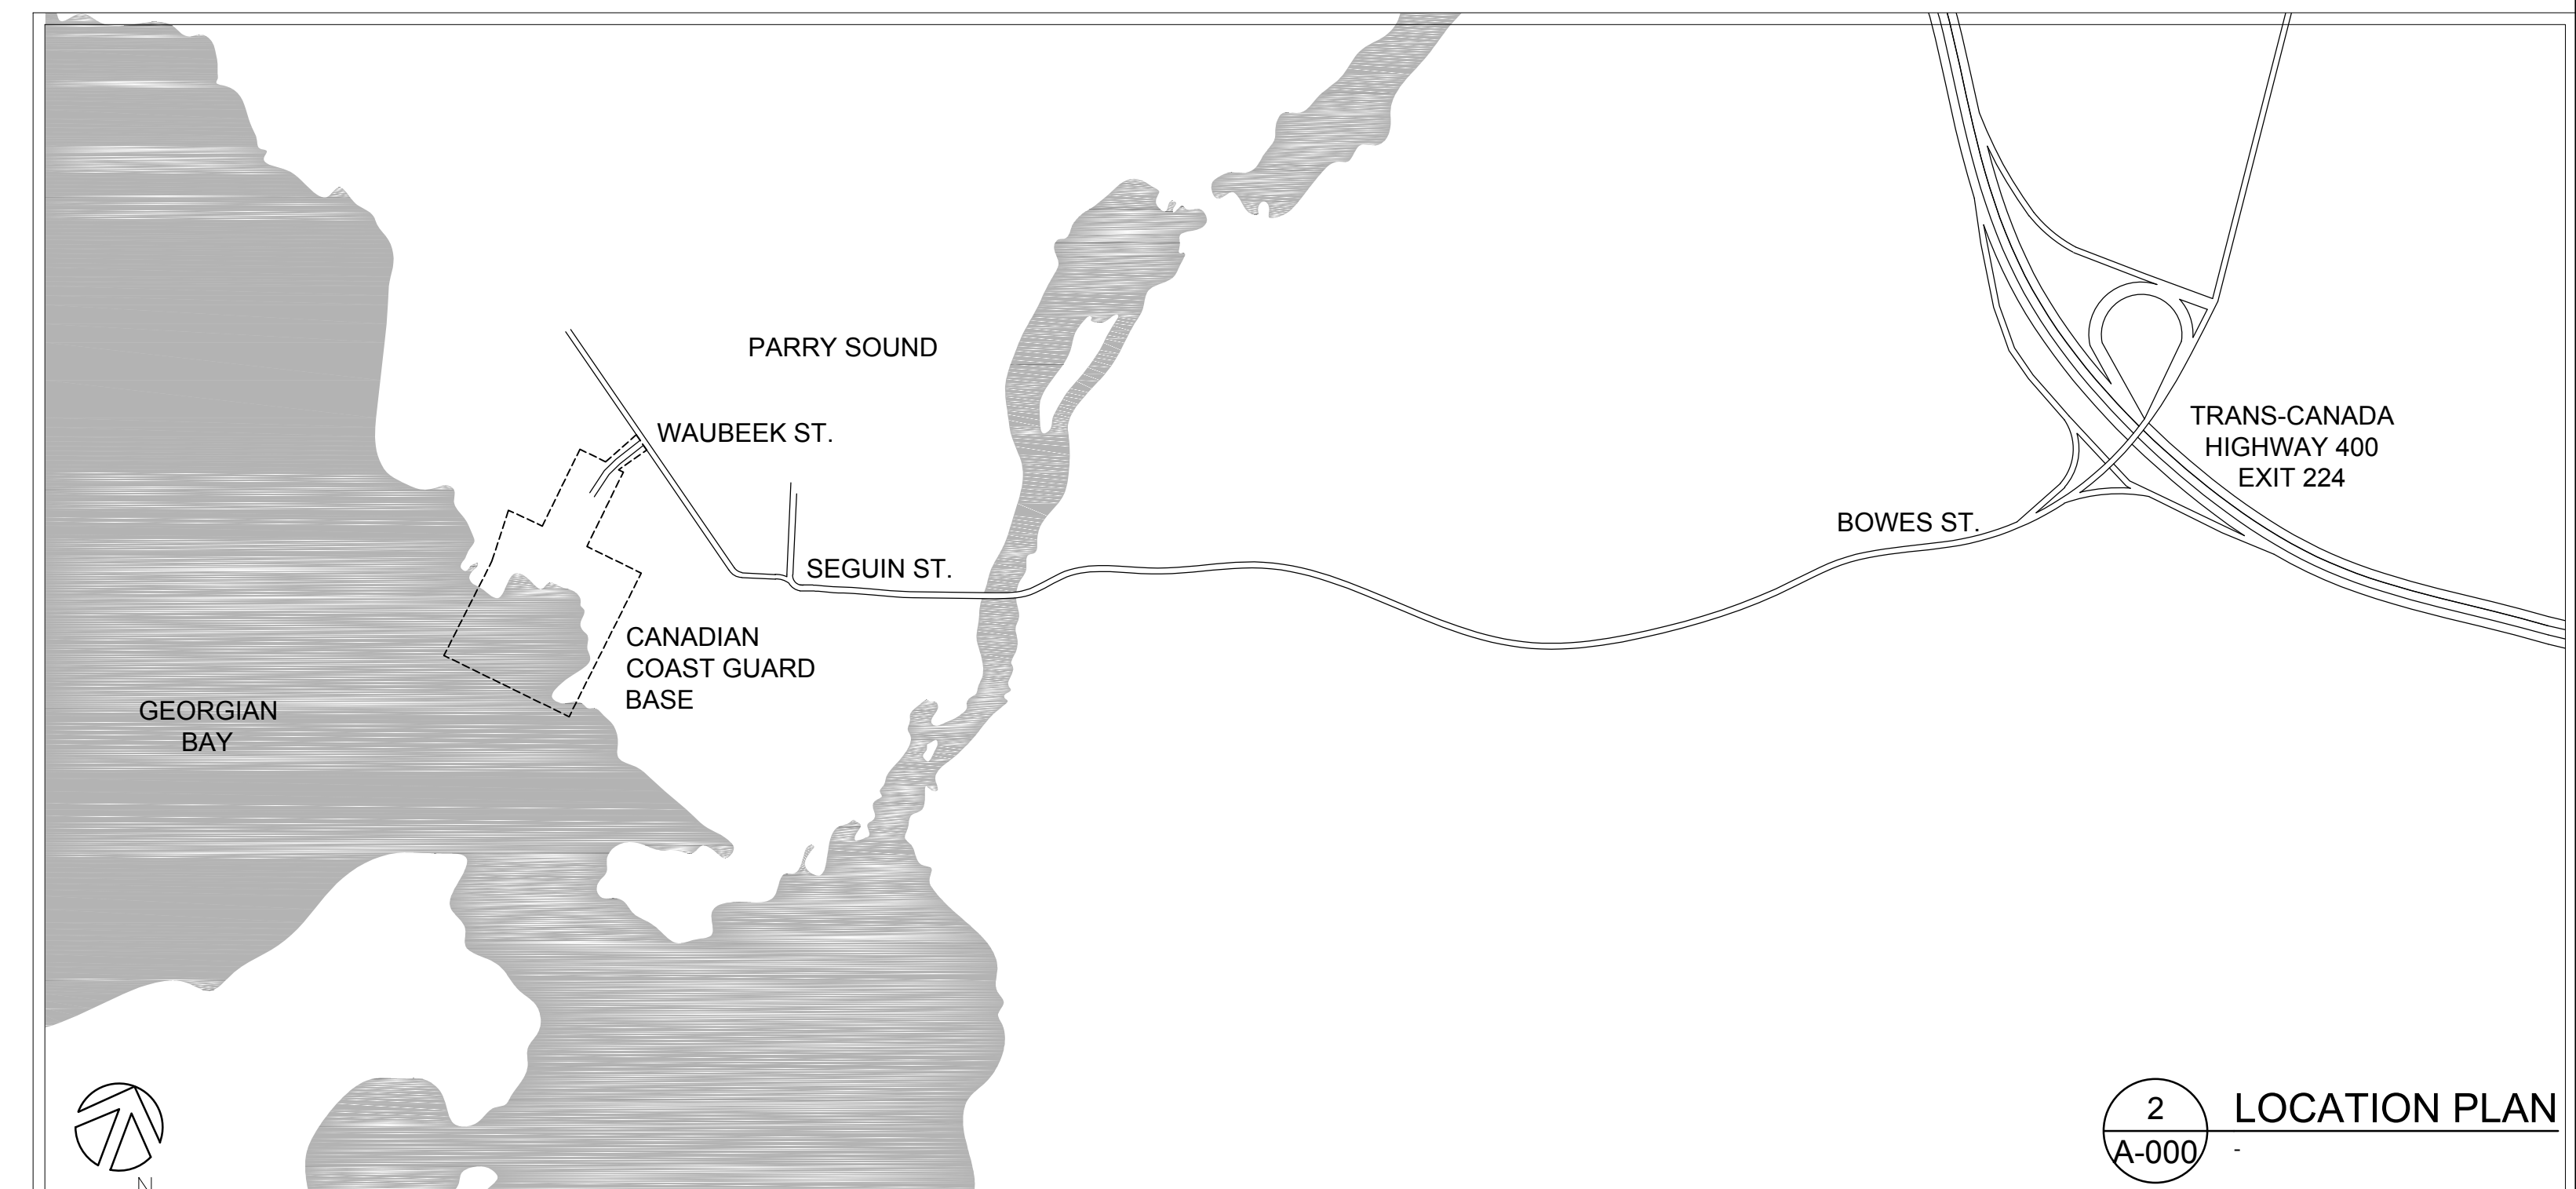 PARRY SOUND
WAUBEEK ST.
TRANS-CANADA
HIGHWAY 400
EXIT 224
BOWES ST.
SEGUIN ST.
CANADIAN
COAST GUARD
BASE
GEORGIAN
BAY
N
2
A-000
LOCATION PLAN
-